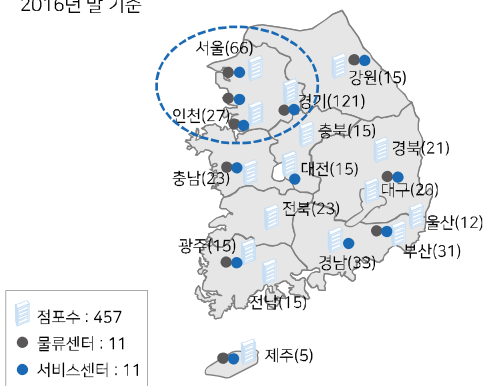 2016년 말 기준
서울(66)
강원(15)
경기(121)
인천(27)
충북(15)
경북(21)
대전(15)
충남(23)
대구(20)
전북(23)
울산(12)
광주(15)
부산(31)
경남(33)
전남(15)
제주(5)
점포수 : 457
물류센터 : 11
서비스센터 : 11